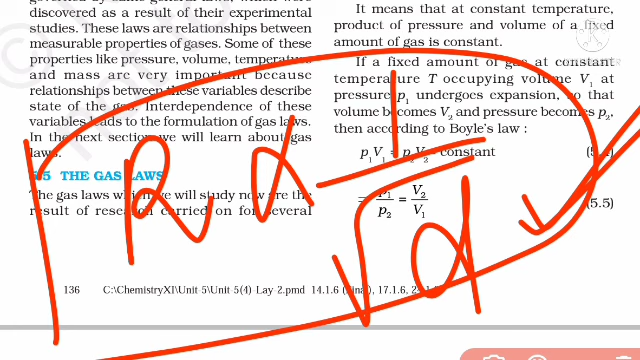 discovered as a result of their experimental
studies. These laws are relationships between
measurable properties of gases. Some of these
properties like pressure, volume, temperature
and mass are very important because
relationships between these variables describe
state of the gas. Interdependence of these
variables leads to the formulation of gas laws.
In the next section we will learn about gas
laws.
5.5 THE GAS LAWS
The gas laws which we will study now are the
result of research carried on for several
It means that at constant temperature,
product of pressure and volume of a fixed
amount of gas is constant.
If a fixed amount of gas at constant
temperature T occupying volume V₁ at
pressure p₁ undergoes expansion, so that
volume becomes V₂ and pressure becomes p₂,
then according to Boyle's law :
p₁V₁ = p₂V₂ = constant
= p₁/p₂ = V₂/V₁ (5.5)
R α 1/√d
136 C:\ChemistryXI\Unit-5\Unit-5(4)-Lay-2.pmd 14.1.6 (Final), 17.1.6,